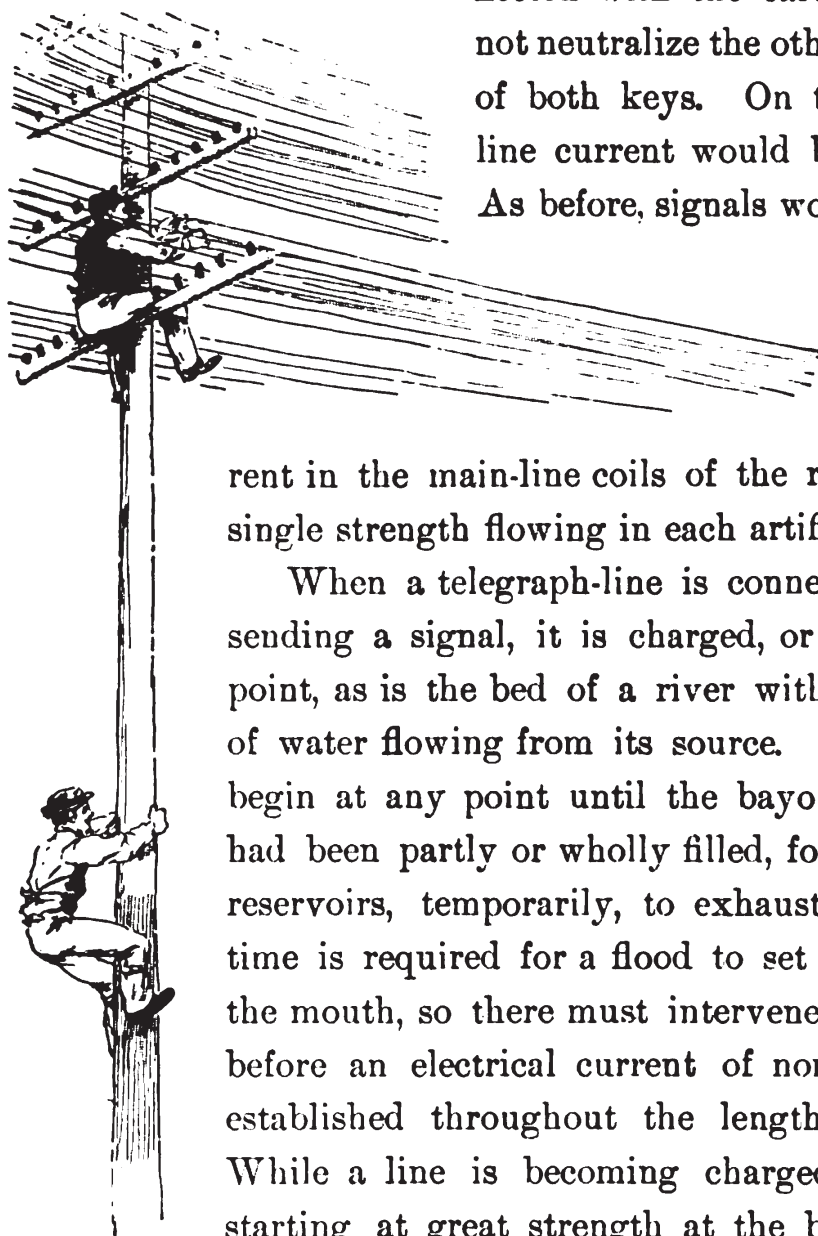 not neutralize the oth
of both keys. On t
line current would b
As before, signals wo
rent in the main-line coils of the r
single strength flowing in each artif
When a telegraph-line is conne
sending a signal, it is charged, or
point, as is the bed of a river with
of water flowing from its source.
begin at any point until the bayo
had been partly or wholly filled, fo
reservoirs, temporarily, to exhaust
time is required for a flood to set
the mouth, so there must intervene
before an electrical current of nor
established throughout the length
While a line is becoming charged
starting at great strength at the b